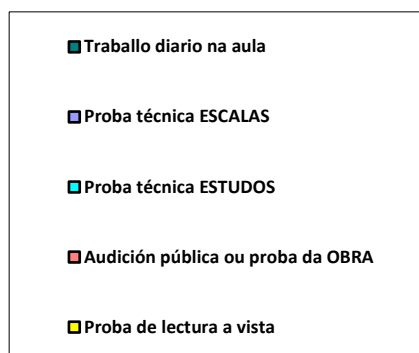 Traballo diario na aula
Proba técnica ESCALAS
Proba técnica ESTUDOS
Audición pública ou proba da OBRA
Proba de lectura a vista